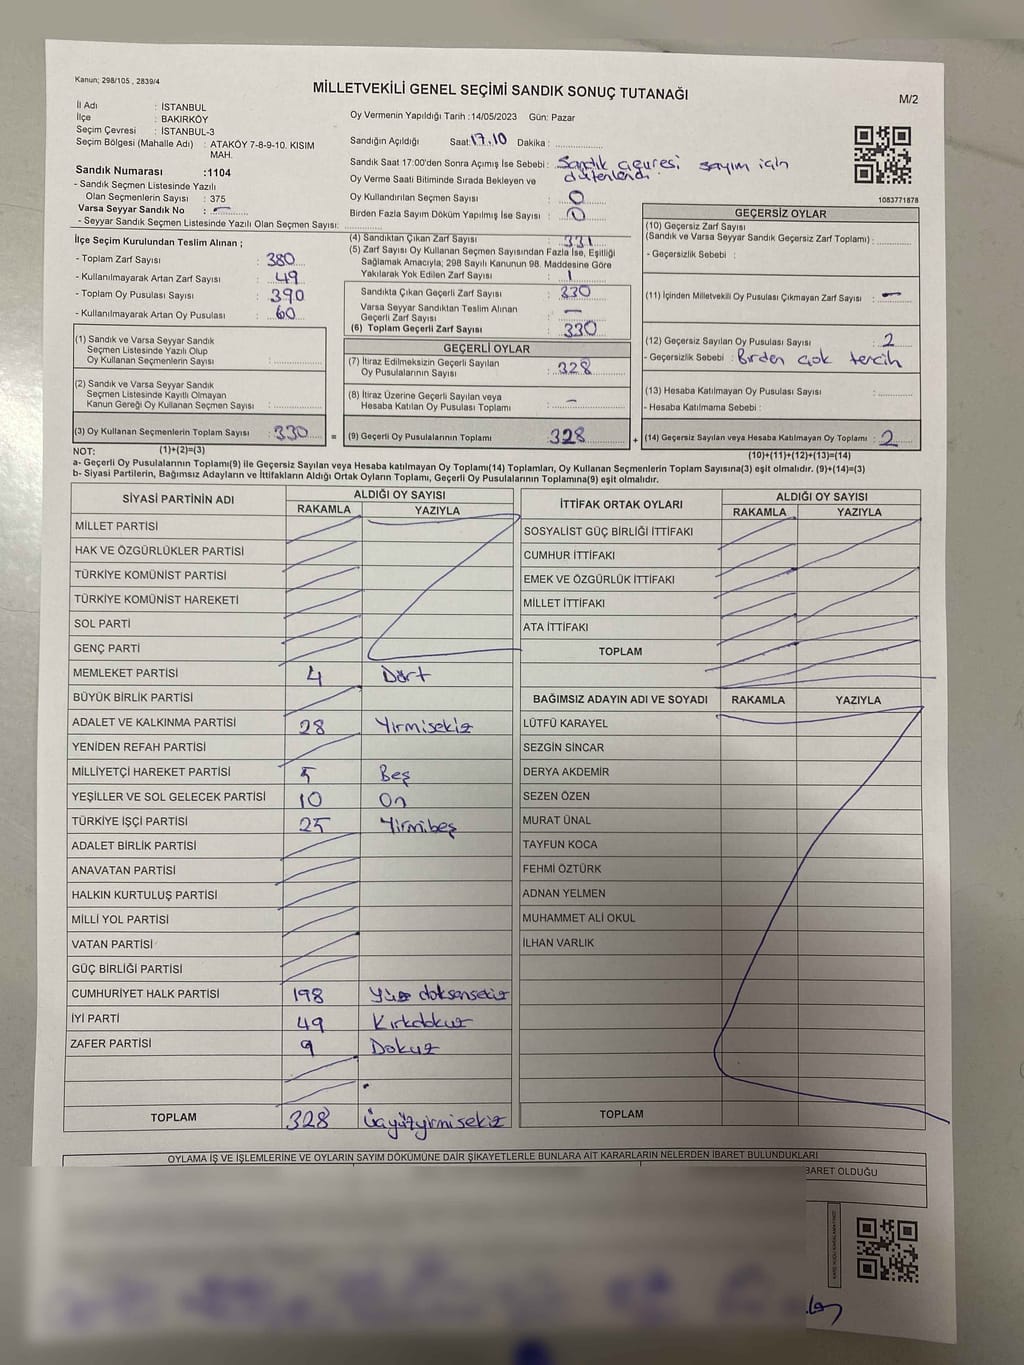 Kanun; 298/105 , 2839/4
MİLLETVEKİLİ GENEL SEÇİMİ SANDIK SONUÇ TUTANAĞI
M/2
İl Adı : İSTANBUL
İlçe : BAKIRKÖY
Seçim Çevresi : İSTANBUL-3
Seçim Bölgesi (Mahalle Adı) : ATAKÖY 7-8-9-10. KISIM
MAH.
Sandık Numarası :1104
- Sandık Seçmen Listesinde Yazılı
Olan Seçmenlerin Sayısı : 375
Varsa Seyyar Sandık No : -
- Seyyar Sandık Seçmen Listesinde Yazılı Olan Seçmen Sayısı:
Oy Vermenin Yapıldığı Tarih :14/05/2023 Gün: Pazar
Sandığın Açıldığı Saat:17.10 Dakika :
Sandık Saat 17:00'den Sonra Açımış İse Sebebi : Sandık çevresi sayım için
düzenlendi.
Oy Verme Saati Bitiminde Sırada Bekleyen ve
Oy Kullandırılan Seçmen Sayısı : 0
Birden Fazla Sayım Döküm Yapılmış İse Sayısı : 0
1083771878
İlçe Seçim Kurulundan Teslim Alınan ;
- Toplam Zarf Sayısı : 380
- Kullanılmayarak Artan Zarf Sayısı : 49
- Toplam Oy Pusulası Sayısı : 390
- Kullanılmayarak Artan Oy Pusulası : 60
(1) Sandık ve Varsa Seyyar Sandık
Seçmen Listesinde Yazılı Olup
Oy Kullanan Seçmenlerin Sayısı :
(2) Sandık ve Varsa Seyyar Sandık
Seçmen Listesinde Kayıtlı Olmayan
Kanun Gereği Oy Kullanan Seçmen Sayısı :
(3) Oy Kullanan Seçmenlerin Toplam Sayısı : 330
(1)+(2)=(3)
(4) Sandıktan Çıkan Zarf Sayısı : 331
(5) Zarf Sayısı Oy Kullanan Seçmen Sayısından Fazla İse, Eşitliği
Sağlamak Amacıyla; 298 Sayılı Kanunun 98. Maddesine Göre
Yakılarak Yok Edilen Zarf Sayısı : 1
Sandıkta Çıkan Geçerli Zarf Sayısı : 330
Varsa Seyyar Sandıktan Teslim Alınan
Geçerli Zarf Sayısı : -
(6) Toplam Geçerli Zarf Sayısı : 330
GEÇERLİ OYLAR
(7) İtiraz Edilmeksizin Geçerli Sayılan
Oy Pusulalarının Sayısı : 328
(8) İtiraz Üzerine Geçerli Sayılan veya
Hesaba Katılan Oy Pusulası Toplamı : -
= (9) Geçerli Oy Pusulalarının Toplamı : 328 +
GEÇERSİZ OYLAR
(10) Geçersiz Zarf Sayısı
(Sandık ve Varsa Seyyar Sandık Geçersiz Zarf Toplamı) :
- Geçersizlik Sebebi :
(11) İçinden Milletvekili Oy Pusulası Çıkmayan Zarf Sayısı : -
(12) Geçersiz Sayılan Oy Pusulası Sayısı : 2
- Geçersizlik Sebebi : Birden çok tercih
(13) Hesaba Katılmayan Oy Pusulası Sayısı :
- Hesaba Katılmama Sebebi :
(14) Geçersiz Sayılan veya Hesaba Katılmayan Oy Toplamı : 2
(10)+(11)+(12)+(13)=(14)
NOT:
a- Geçerli Oy Pusulalarının Toplamı(9) ile Geçersiz Sayılan veya Hesaba katılmayan Oy Toplamı(14) Toplamları, Oy Kullanan Seçmenlerin Toplam Sayısına(3) eşit olmalıdır. (9)+(14)=(3)
b- Siyasi Partilerin, Bağımsız Adayların ve İttifakların Aldığı Ortak Oyların Toplamı, Geçerli Oy Pusulalarının Toplamına(9) eşit olmalıdır.
SİYASİ PARTİNİN ADI ALDIĞI OY SAYISI
RAKAMLA YAZIYLA
MİLLET PARTİSİ
HAK VE ÖZGÜRLÜKLER PARTİSİ
TÜRKİYE KOMÜNİST PARTİSİ
TÜRKİYE KOMÜNİST HAREKETİ
SOL PARTİ
GENÇ PARTİ
MEMLEKET PARTİSİ 4 Dört
BÜYÜK BİRLİK PARTİSİ
ADALET VE KALKINMA PARTİSİ 28 Yirmisekiz
YENİDEN REFAH PARTİSİ
MİLLİYETÇİ HAREKET PARTİSİ 5 Beş
YEŞİLLER VE SOL GELECEK PARTİSİ 10 On
TÜRKİYE İŞÇİ PARTİSİ 25 Yirmibeş
ADALET BİRLİK PARTİSİ
ANAVATAN PARTİSİ
HALKIN KURTULUŞ PARTİSİ
MİLLİ YOL PARTİSİ
VATAN PARTİSİ
GÜÇ BİRLİĞİ PARTİSİ
CUMHURİYET HALK PARTİSİ 198 Yüz doksansekiz
İYİ PARTİ 49 Kırkdokuz
ZAFER PARTİSİ 9 Dokuz
TOPLAM 328 Üçyüzyirmisekiz
İTTİFAK ORTAK OYLARI ALDIĞI OY SAYISI
RAKAMLA YAZIYLA
SOSYALİST GÜÇ BİRLİĞİ İTTİFAKI
CUMHUR İTTİFAKI
EMEK VE ÖZGÜRLÜK İTTİFAKI
MİLLET İTTİFAKI
ATA İTTİFAKI
TOPLAM
BAĞIMSIZ ADAYIN ADI VE SOYADI RAKAMLA YAZIYLA
LÜTFÜ KARAYEL
SEZGİN SİNCAR
DERYA AKDEMİR
SEZEN ÖZEN
MURAT ÜNAL
TAYFUN KOCA
FEHMİ ÖZTÜRK
ADNAN YELMEN
MUHAMMET ALİ OKUL
İLHAN VARLIK
TOPLAM
OYLAMA İŞ VE İŞLEMLERİNE VE OYLARIN SAYIM DÖKÜMÜNE DAİR ŞİKAYETLERLE BUNLARA AİT KARARLARIN NELERDEN İBARET BULUNDUKLARI
BARET OLDUĞU